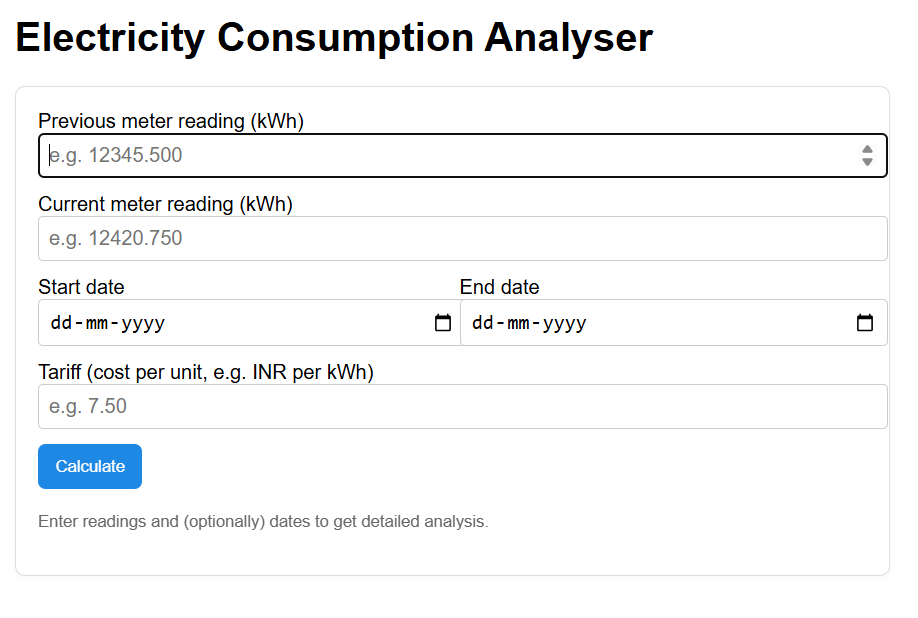 Electricity Consumption Analyser
Previous meter reading (kWh)
e.g. 12345.500
Current meter reading (kWh)
e.g. 12420.750
Start date End date
dd-mm-yyyy dd-mm-yyyy
Tariff (cost per unit, e.g. INR per kWh)
e.g. 7.50
Calculate
Enter readings and (optionally) dates to get detailed analysis.